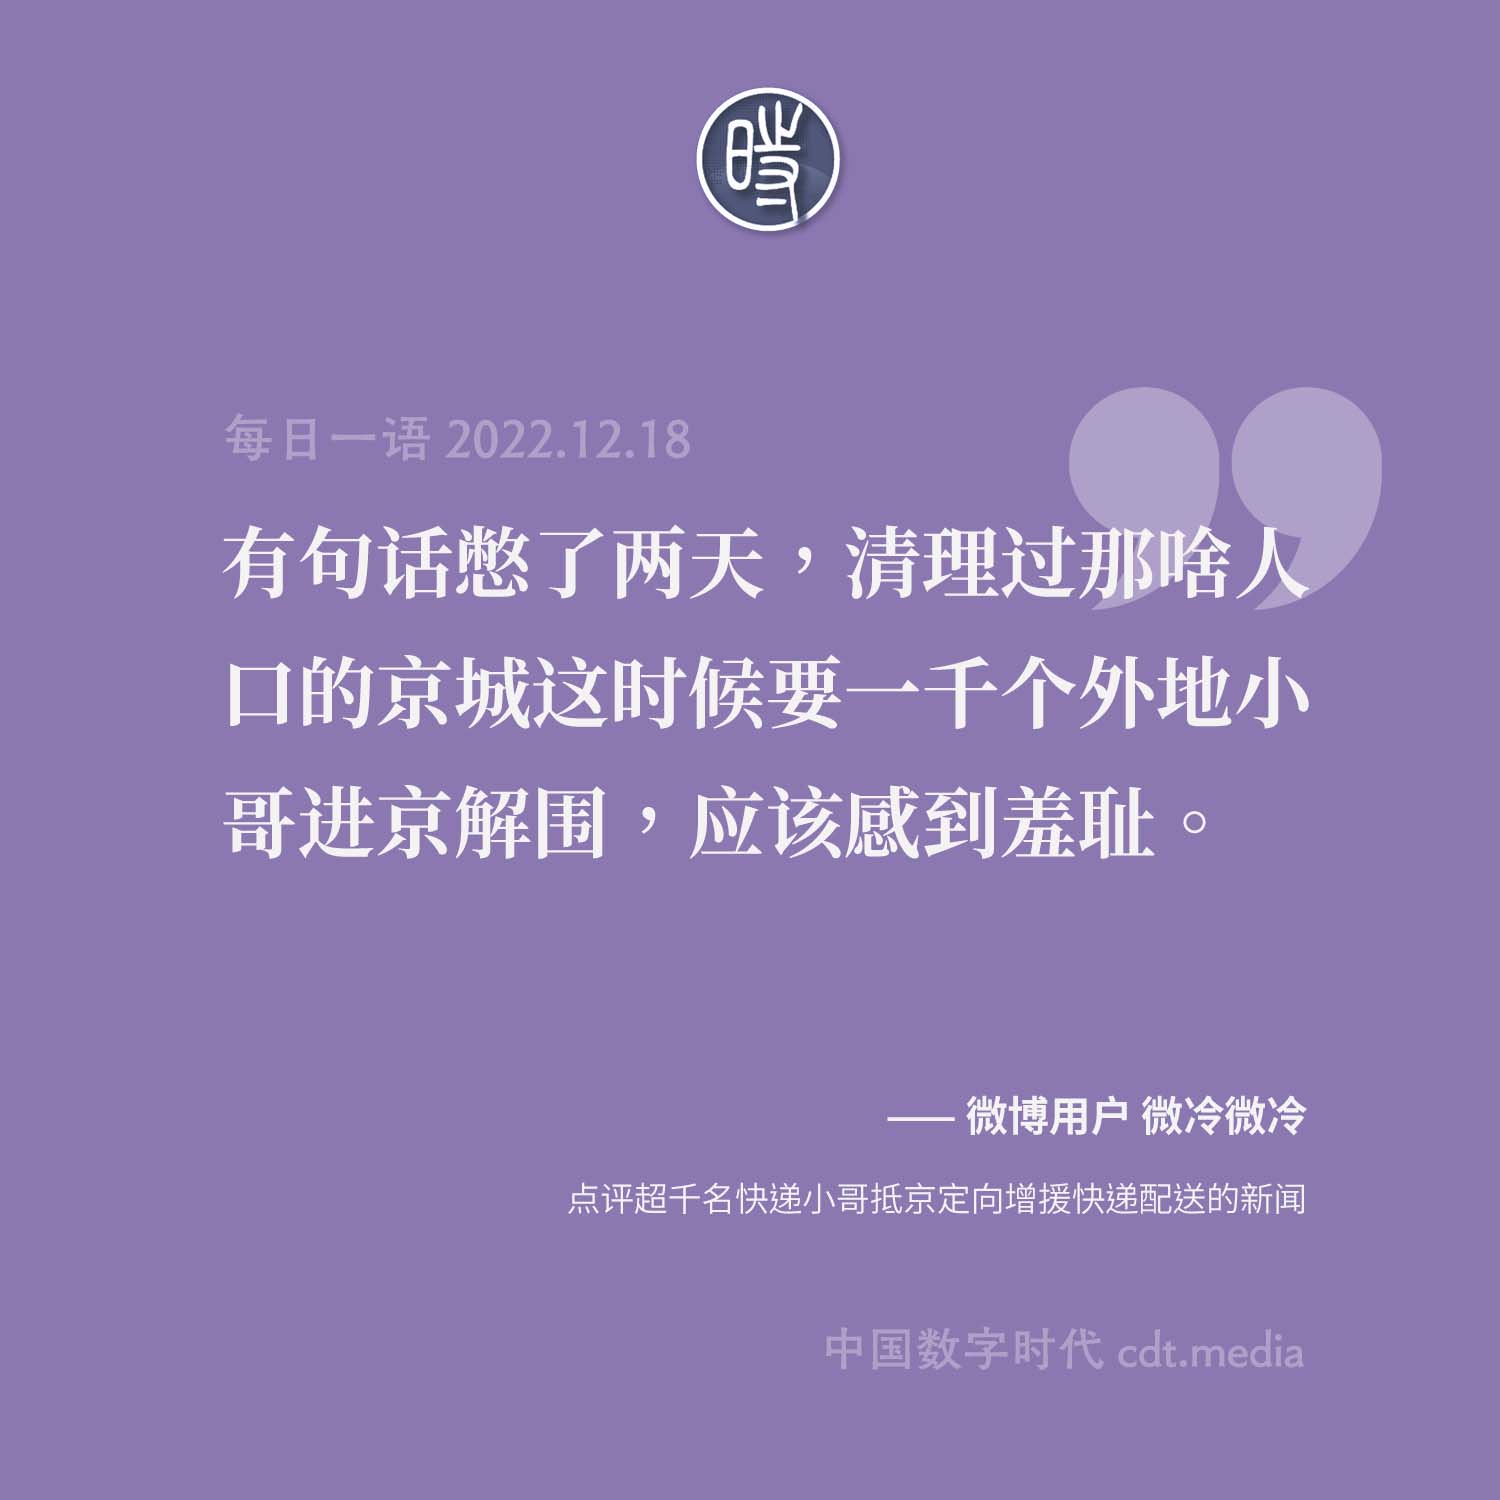 時
每日一语 2022.12.18
有句话憋了两天，清理过那啥人
口的京城这时候要一千个外地小
哥进京解围，应该感到羞耻。
—— 微博用户 微冷微冷
点评超千名快递小哥抵京定向增援快递配送的新闻
中国数字时代 cdt.media